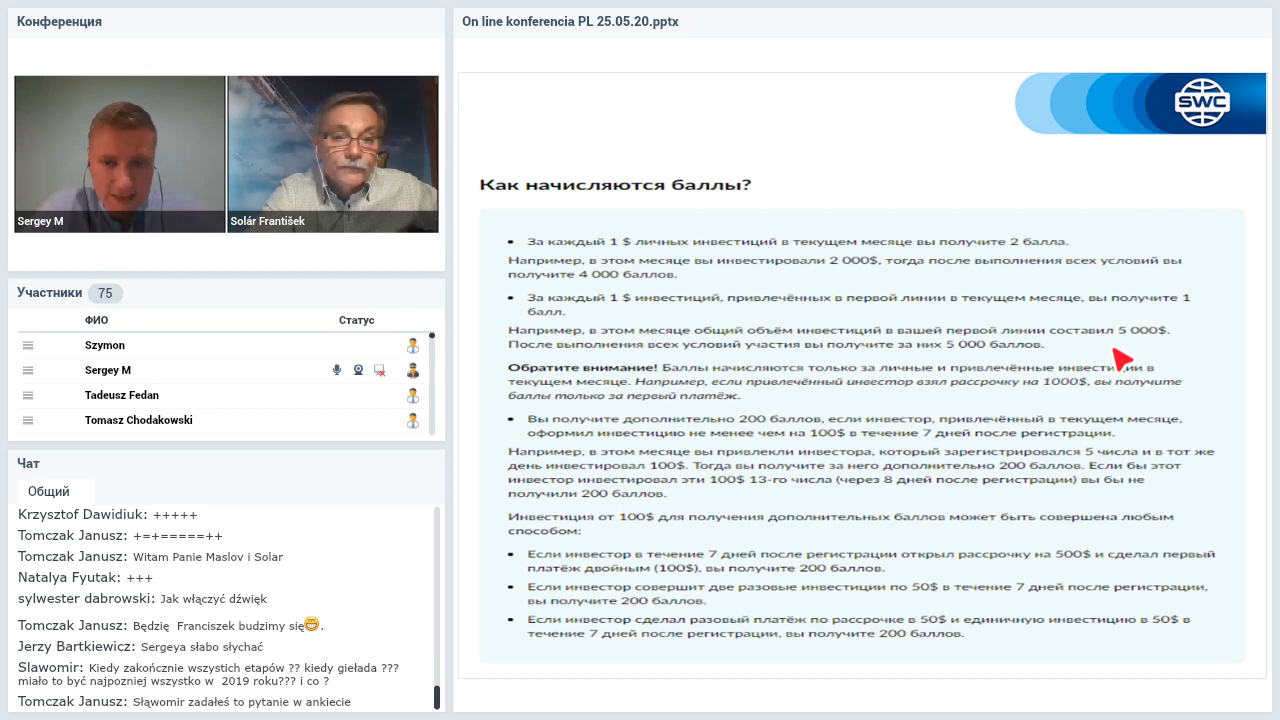 Конференция
Sergey M
Solár František
Участники 75
ФИО Статус
Szymon
Sergey M
Tadeusz Fedan
Tomasz Chodakowski
Чат
Общий
Krzysztof Dawidiuk: +++++
Tomczak Janusz: +=+=====++
Tomczak Janusz: Witam Panie Maslov i Solar
Natalya Fyutak: +++
sylwester dabrowski: Jak włączyć dźwięk
Tomczak Janusz: Będzię Franciszek budzimy się😁.
Jerzy Bartkiewicz: Sergeya słabo słychać
Slawomir: Kiedy zakończnie wszystich etapów ?? kiedy giełada ???
miało to być najpozniej wszystko w 2019 roku??? i co ?
Tomczak Janusz: Słąwomir zadałeś to pytanie w ankiecie
On line konferencia PL 25.05.20.pptx
SWC
Как начисляются баллы?
• За каждый 1 $ личных инвестиций в текущем месяце вы получите 2 балла.
Например, в этом месяце вы инвестировали 2 000$, тогда после выполнения всех условий вы
получите 4 000 баллов.
• За каждый 1 $ инвестиций, привлечённых в первой линии в текущем месяце, вы получите 1
балл.
Например, в этом месяце общий объём инвестиций в вашей первой линии составил 5 000$.
После выполнения всех условий участия вы получите за них 5 000 баллов.
Обратите внимание! Баллы начисляются только за личные и привлечённые инвестиции в
текущем месяце. Например, если привлечённый инвестор взял рассрочку на 1000$, вы получите
баллы только за первый платёж.
• Вы получите дополнительно 200 баллов, если инвестор, привлечённый в текущем месяце,
оформил инвестицию не менее чем на 100$ в течение 7 дней после регистрации.
Например, в этом месяце вы привлекли инвестора, который зарегистрировался 5 числа и в тот же
день инвестировал 100$. Тогда вы получите за него дополнительно 200 баллов. Если бы этот
инвестор инвестировал эти 100$ 13-го числа (через 8 дней после регистрации) вы бы не
получили 200 баллов.
Инвестиция от 100$ для получения дополнительных баллов может быть совершена любым
способом:
• Если инвестор в течение 7 дней после регистрации открыл рассрочку на 500$ и сделал первый
платёж двойным (100$), вы получите 200 баллов.
• Если инвестор совершит две разовые инвестиции по 50$ в течение 7 дней после регистрации,
вы получите 200 баллов.
• Если инвестор сделал разовый платёж по рассрочке в 50$ и единичную инвестицию в 50$ в
течение 7 дней после регистрации, вы получите 200 баллов.